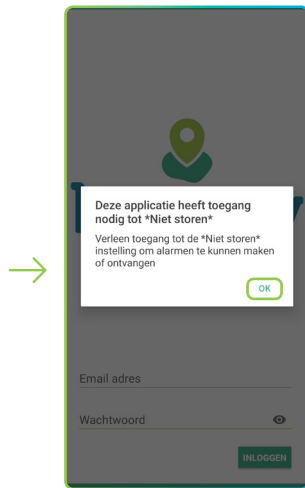 Deze applicatie heeft toegang
nodig tot *Niet storen*
Verleen toegang tot de *Niet storen*
instelling om alarmen te kunnen maken
of ontvangen
OK
Email adres
Wachtwoord
INLOGGEN